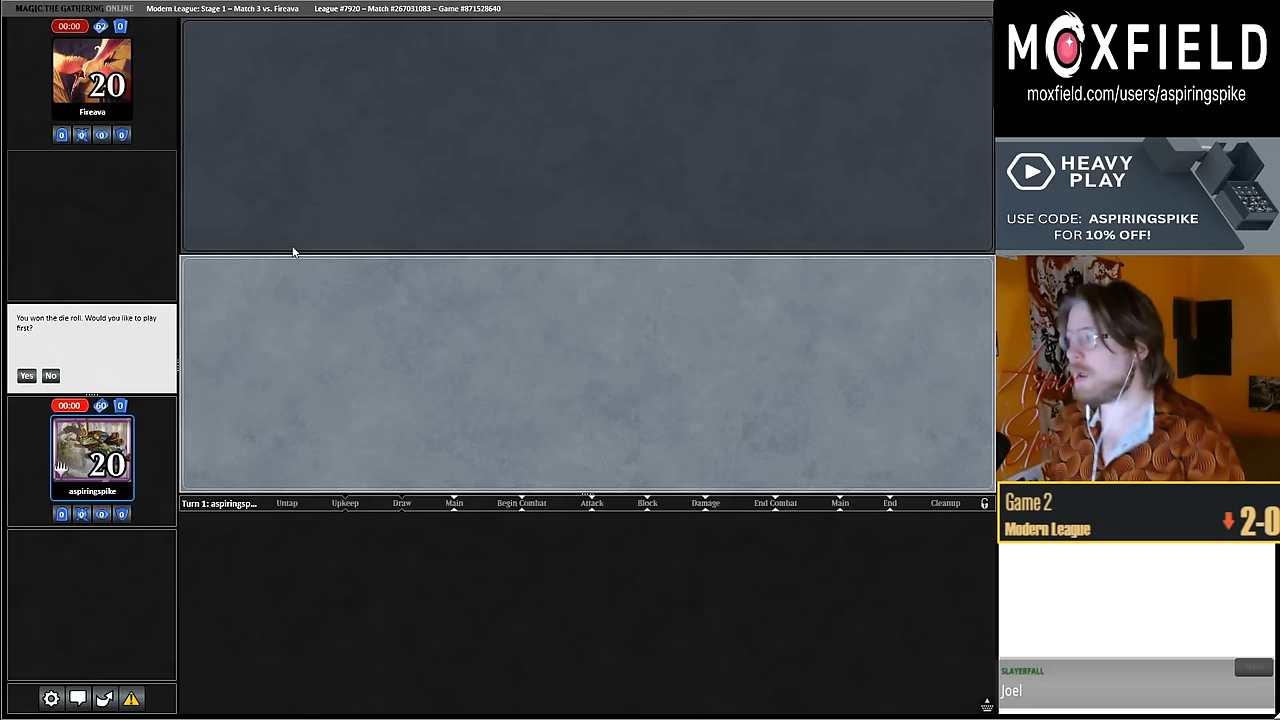 MAGIC THE GATHERING ONLINE
Modern League: Stage 1 – Match 3 vs. Fireava
League #7920 – Match #267031083 – Game #871528640
00:00
62
0
20
Fireava
0
0
0
0
You won the die roll. Would you like to play
first?
Yes
No
00:00
60
0
20
aspiringspike
0
0
0
0
Turn 1: aspiringsp...
Untap
Upkeep
Draw
Main
Begin Combat
Attack
Block
Damage
End Combat
Main
End
Cleanup
MOXFIELD
moxfield.com/users/aspiringspike
HEAVY
PLAY
USE CODE: ASPIRINGSPIKE
FOR 10% OFF!
Game 2
Modern League
2-0
SLAYERFALL
Joel